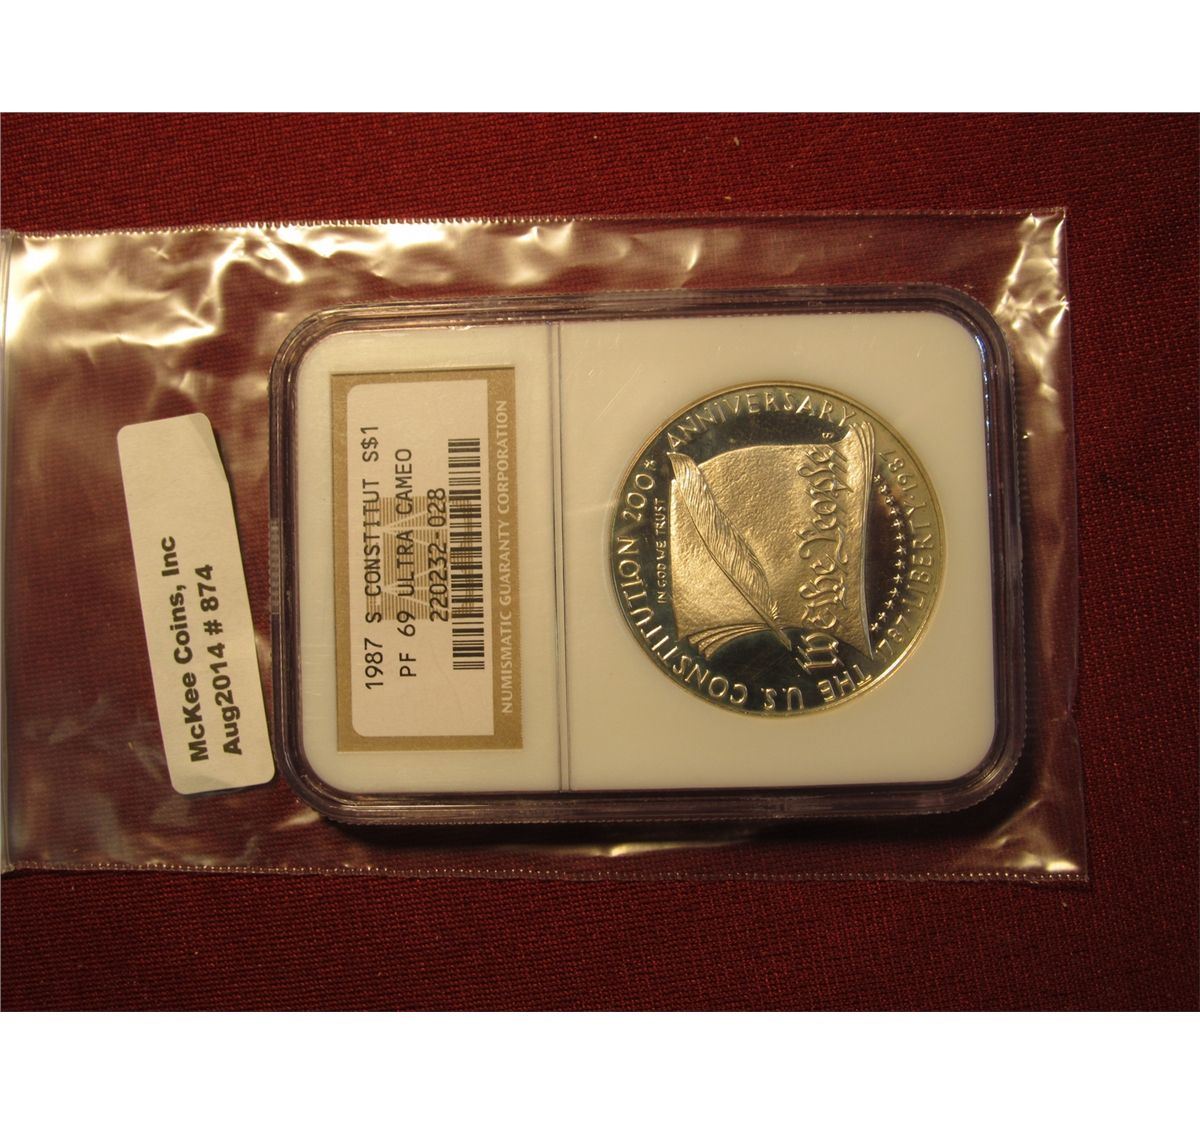 McKee Coins, Inc
Aug2014 # 874
1987 S CONSTITUT S$1
PF 69 ULTRA CAMEO
220232-028
NUMISMATIC GUARANTY CORPORATION
THE U.S. CONSTITUTION 200★ ANNIVERSARY
IN GOD WE TRUST
We the People
S
1787·LIBERTY·1987